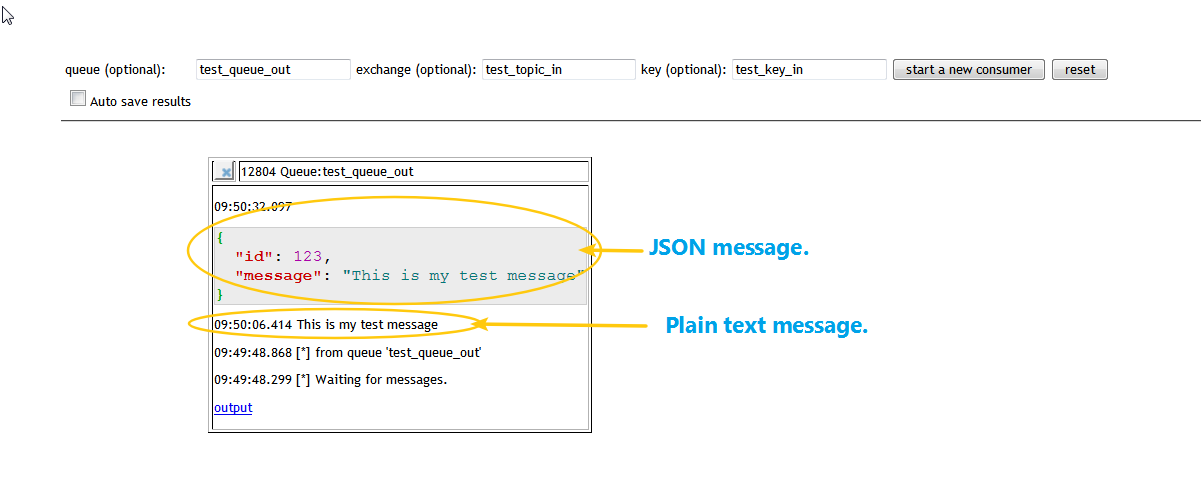 queue (optional): test_queue_out exchange (optional): test_topic_in key (optional): test_key_in start a new consumer reset
Auto save results
12804 Queue:test_queue_out
09:50:32.097
{
"id": 123,
"message": "This is my test message"
}
JSON message.
09:50:06.414 This is my test message
Plain text message.
09:49:48.868 [*] from queue 'test_queue_out'
09:49:48.299 [*] Waiting for messages.
output